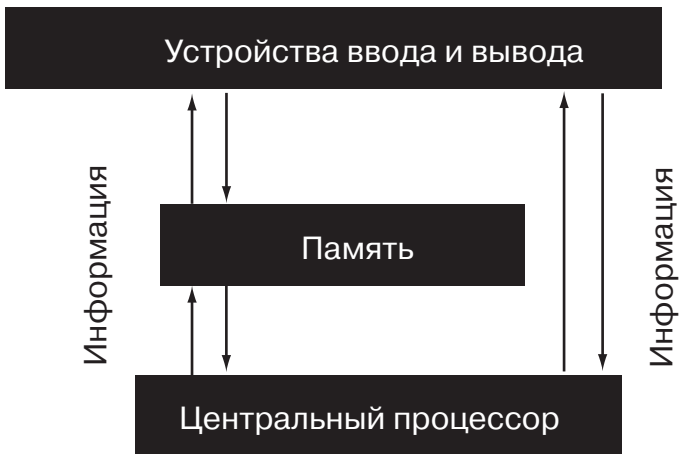 Устройства ввода и вывода
Информация
Информация
Память
Центральный процессор